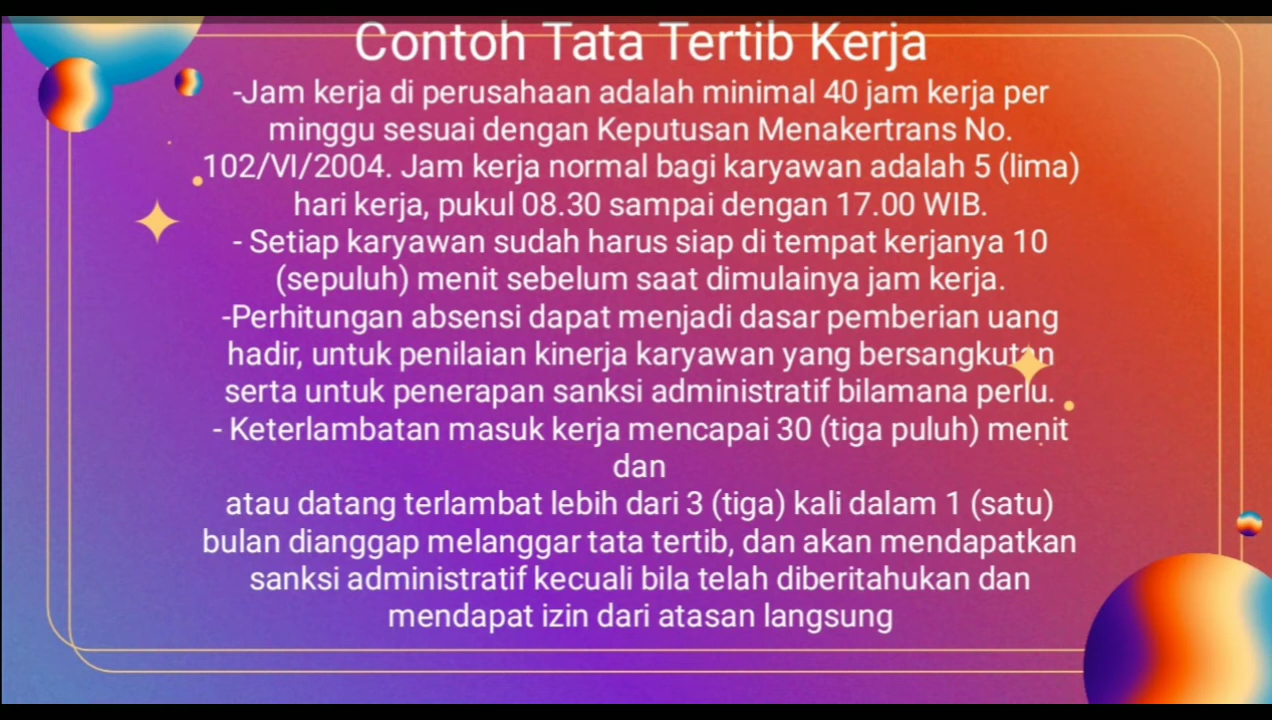 Contoh Tata Tertib Kerja
-Jam kerja di perusahaan adalah minimal 40 jam kerja per
minggu sesuai dengan Keputusan Menakertrans No.
102/VI/2004. Jam kerja normal bagi karyawan adalah 5 (lima)
hari kerja, pukul 08.30 sampai dengan 17.00 WIB.
- Setiap karyawan sudah harus siap di tempat kerjanya 10
(sepuluh) menit sebelum saat dimulainya jam kerja.
-Perhitungan absensi dapat menjadi dasar pemberian uang
hadir, untuk penilaian kinerja karyawan yang bersangkutan
serta untuk penerapan sanksi administratif bilamana perlu.
- Keterlambatan masuk kerja mencapai 30 (tiga puluh) menit
dan
atau datang terlambat lebih dari 3 (tiga) kali dalam 1 (satu)
bulan dianggap melanggar tata tertib, dan akan mendapatkan
sanksi administratif kecuali bila telah diberitahukan dan
mendapat izin dari atasan langsung